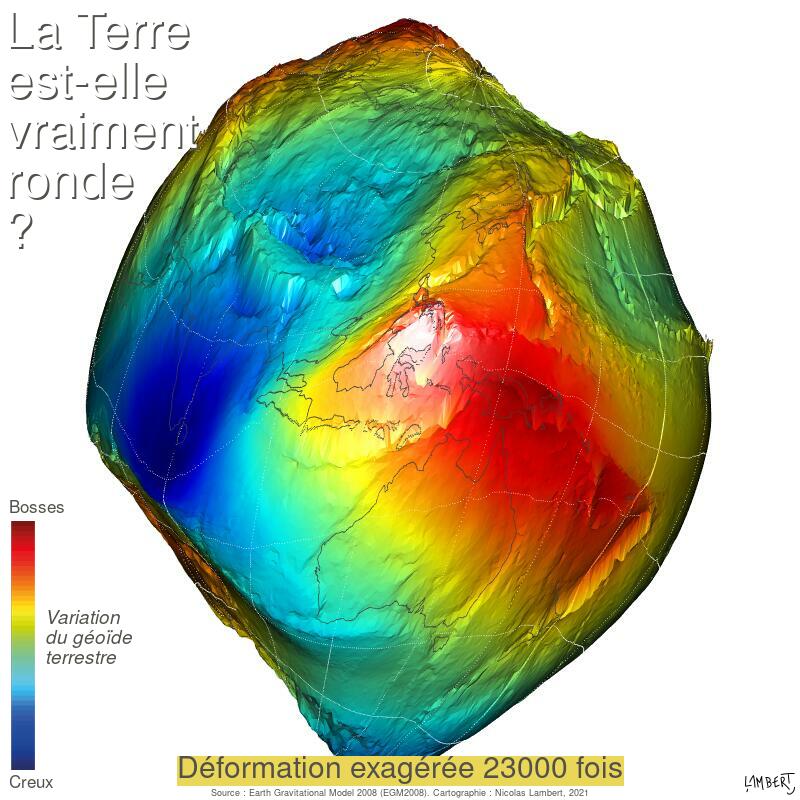 La Terre
est-elle
vraiment
ronde
?
Bosses
Variation
du géoïde
terrestre
Creux
Déformation exagérée 23000 fois
Source : Earth Gravitational Model 2008 (EGM2008). Cartographie : Nicolas Lambert, 2021
LAMBERT